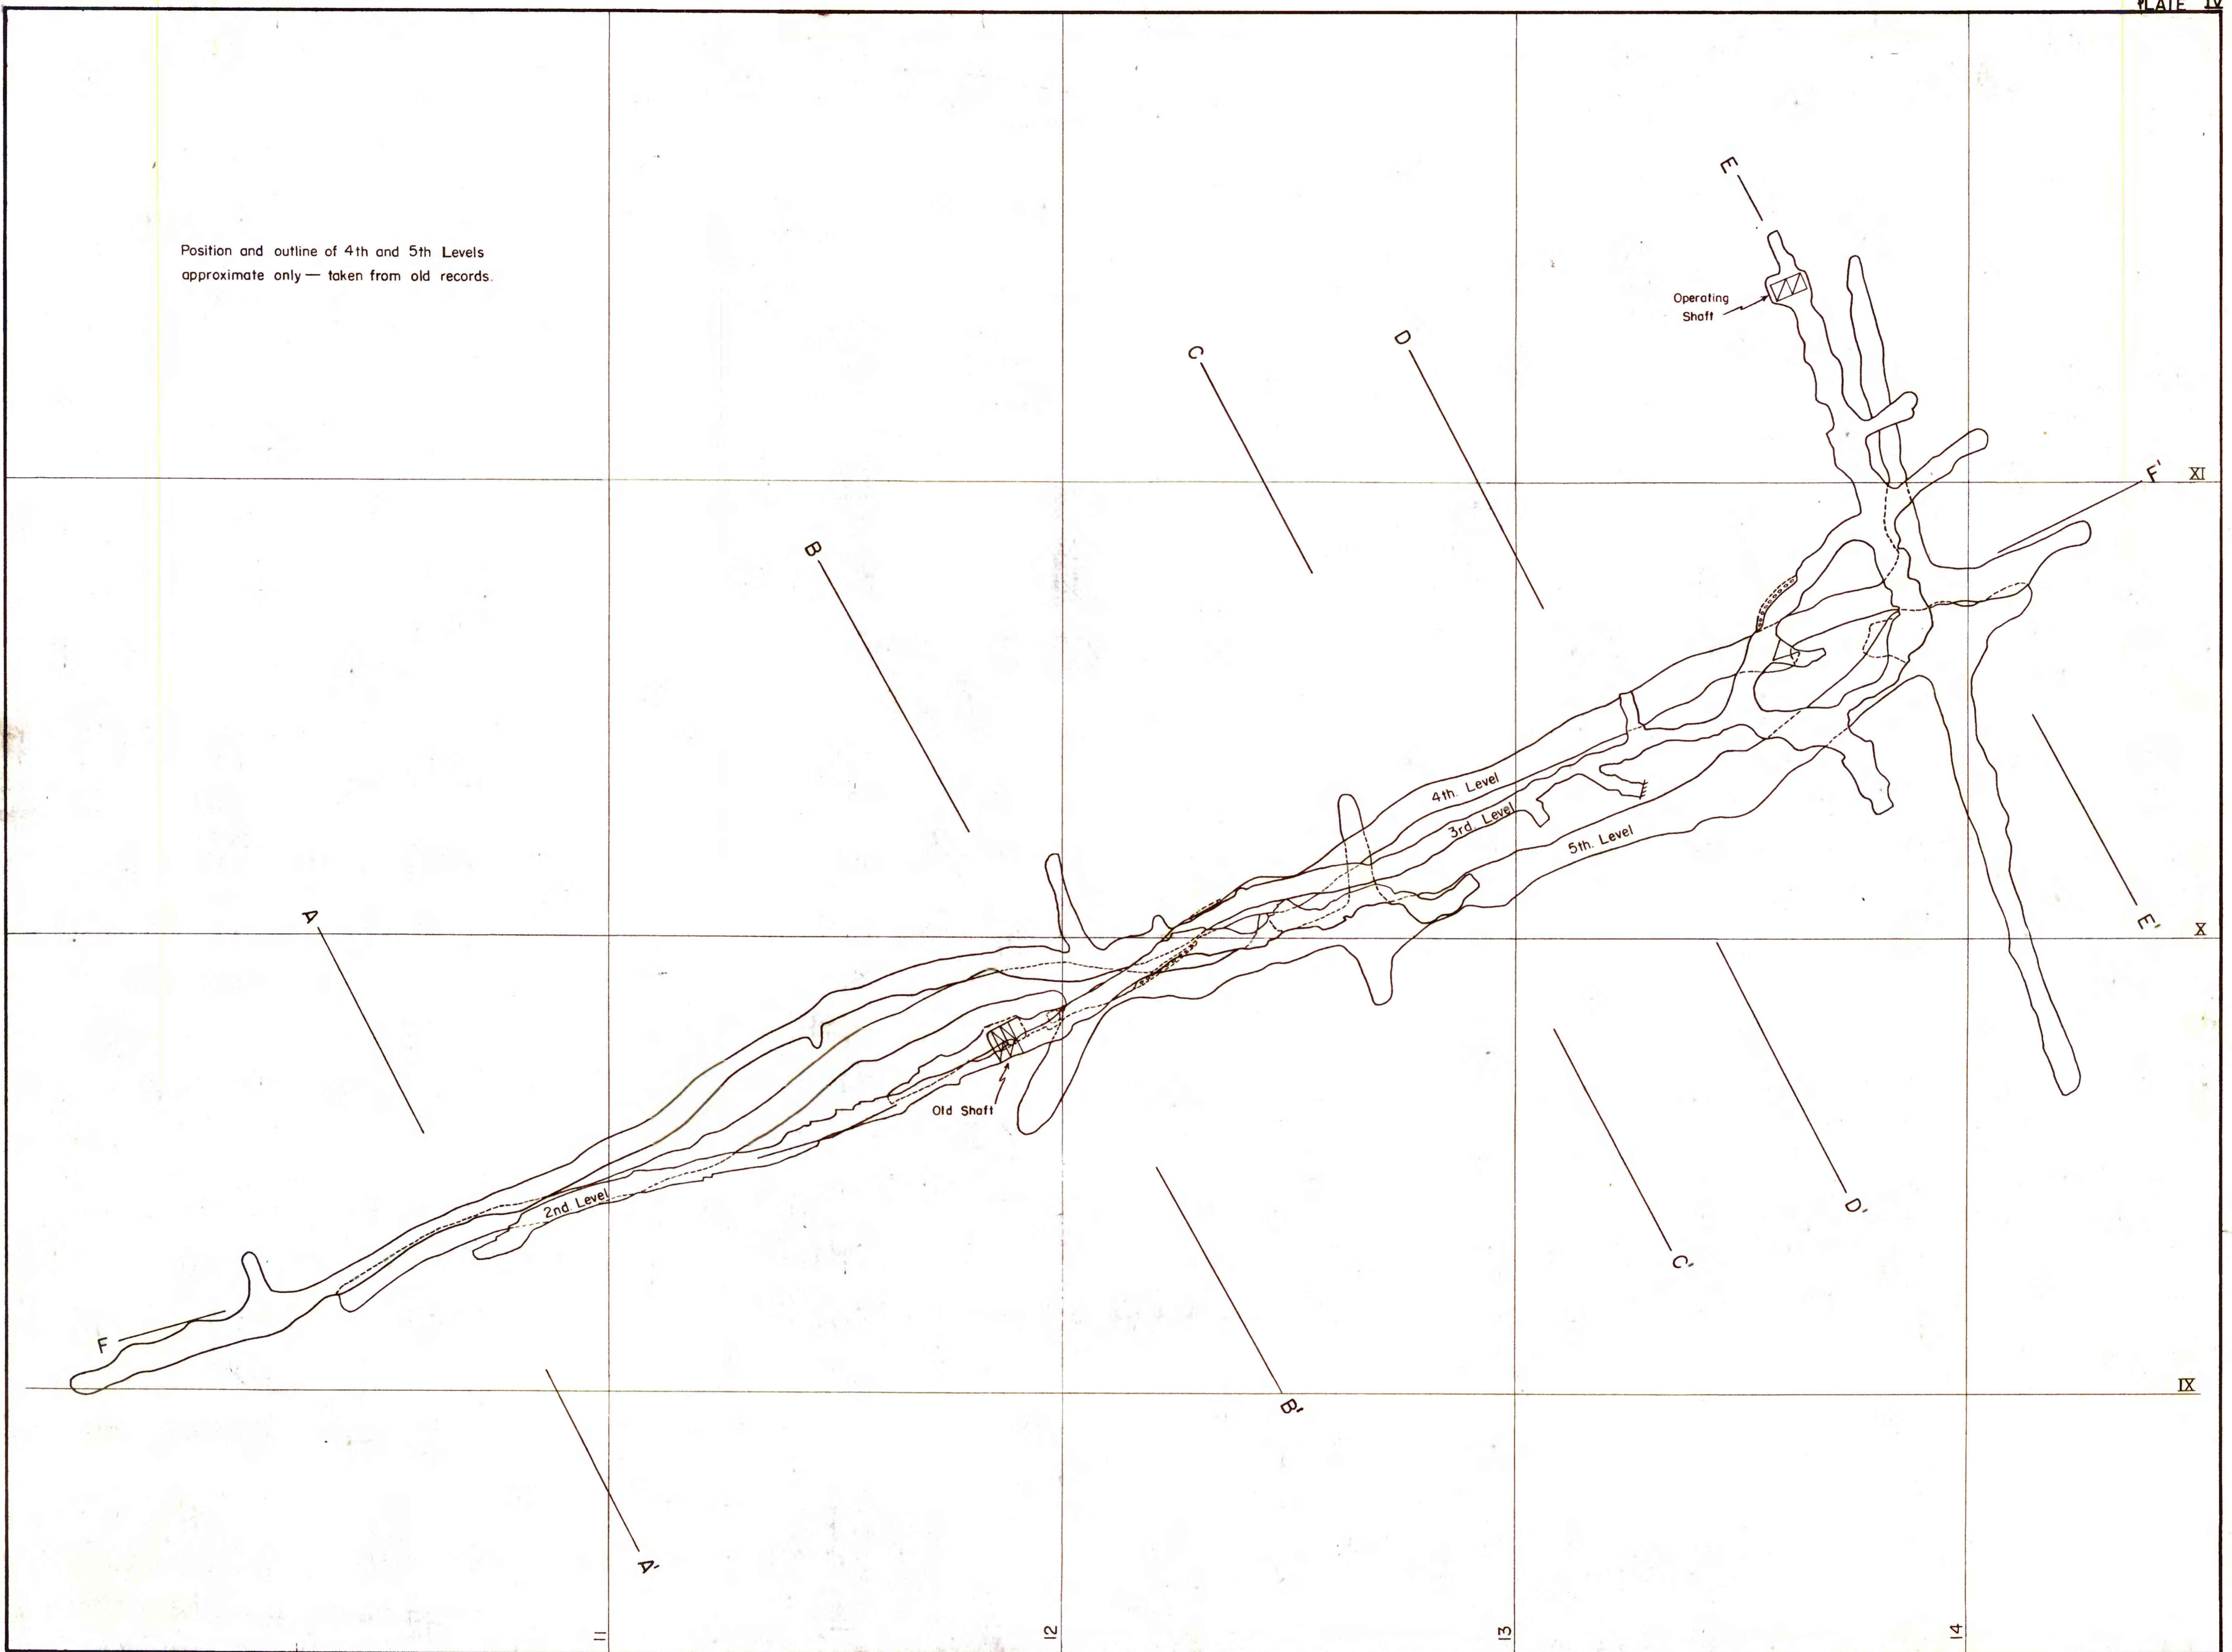 PLATE IV
Position and outline of 4th and 5th Levels
approximate only — taken from old records.
E
Operating
Shaft
D
C
F'
XI
B
4th. Level
3rd. Level
5th. Level
A
E'
X
Old Shaft
2nd. Level
D'
C'
F
IX
B'
A'
11
12
13
14